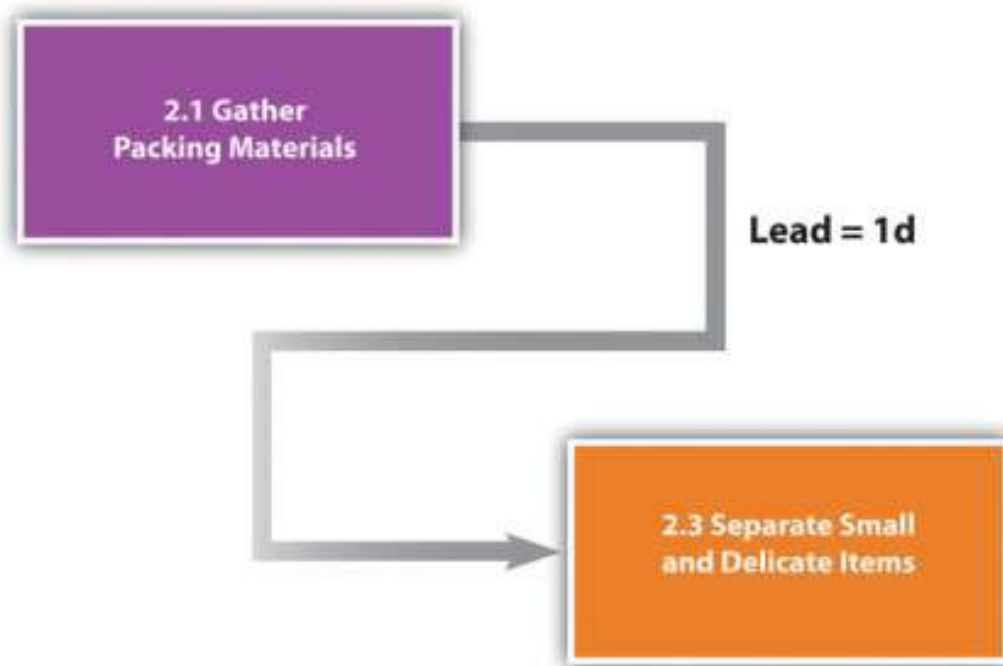 2.1 Gather
Packing Materials
Lead = 1d
2.3 Separate Small
and Delicate Items